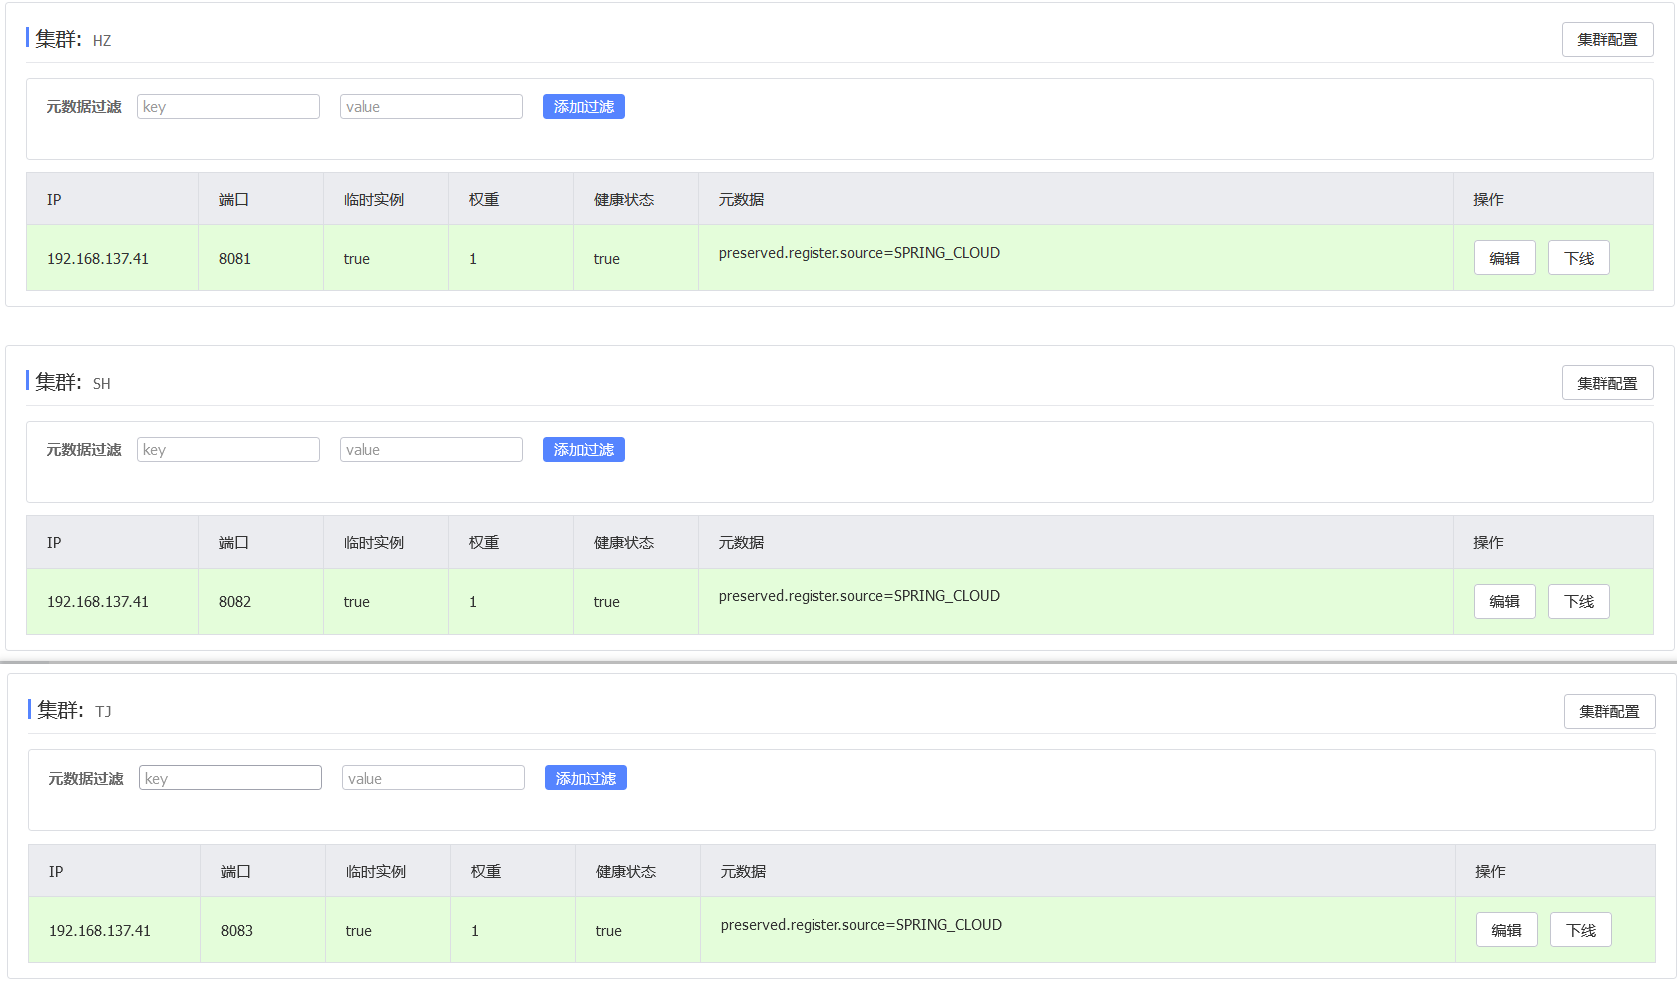 集群: HZ 集群配置
元数据过滤 key value 添加过滤
IP 端口 临时实例 权重 健康状态 元数据 操作
192.168.137.41 8081 true 1 true preserved.register.source=SPRING_CLOUD 编辑 下线
集群: SH 集群配置
元数据过滤 key value 添加过滤
IP 端口 临时实例 权重 健康状态 元数据 操作
192.168.137.41 8082 true 1 true preserved.register.source=SPRING_CLOUD 编辑 下线
集群: TJ 集群配置
元数据过滤 key value 添加过滤
IP 端口 临时实例 权重 健康状态 元数据 操作
192.168.137.41 8083 true 1 true preserved.register.source=SPRING_CLOUD 编辑 下线